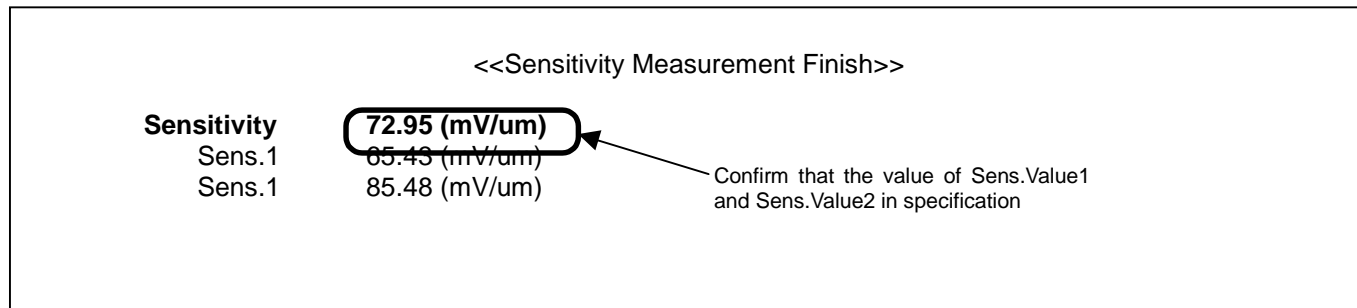 <<Sensitivity Measurement Finish>>
Sensitivity 72.95 (mV/um)
Sens.1 65.43 (mV/um)
Sens.1 85.48 (mV/um)
Confirm that the value of Sens.Value1
and Sens.Value2 in specification